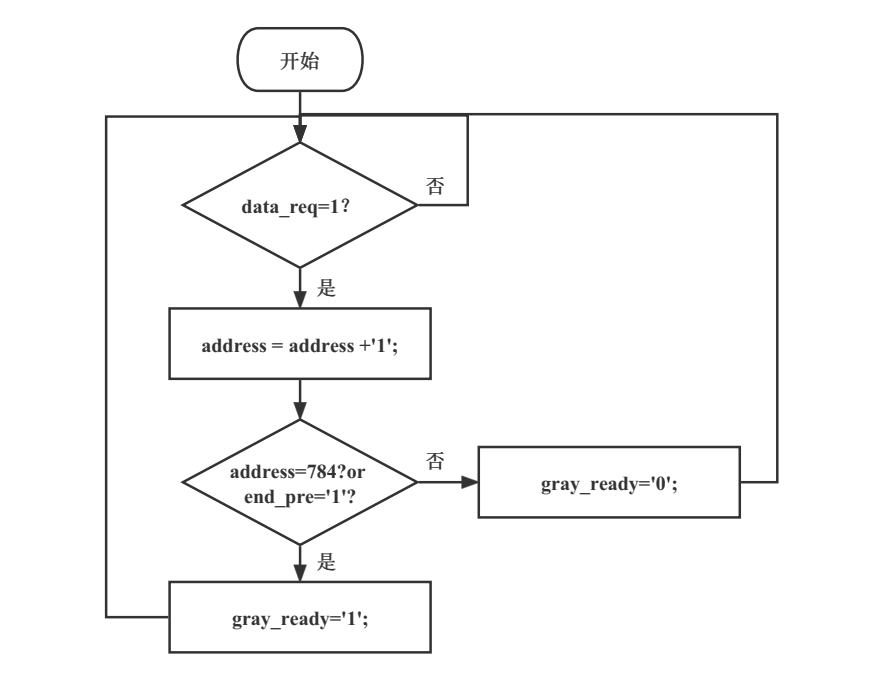 开始
data_req=1？
否
是
address = address +'1';
address=784?or
end_pre='1'?
否
gray_ready='0';
是
gray_ready='1';